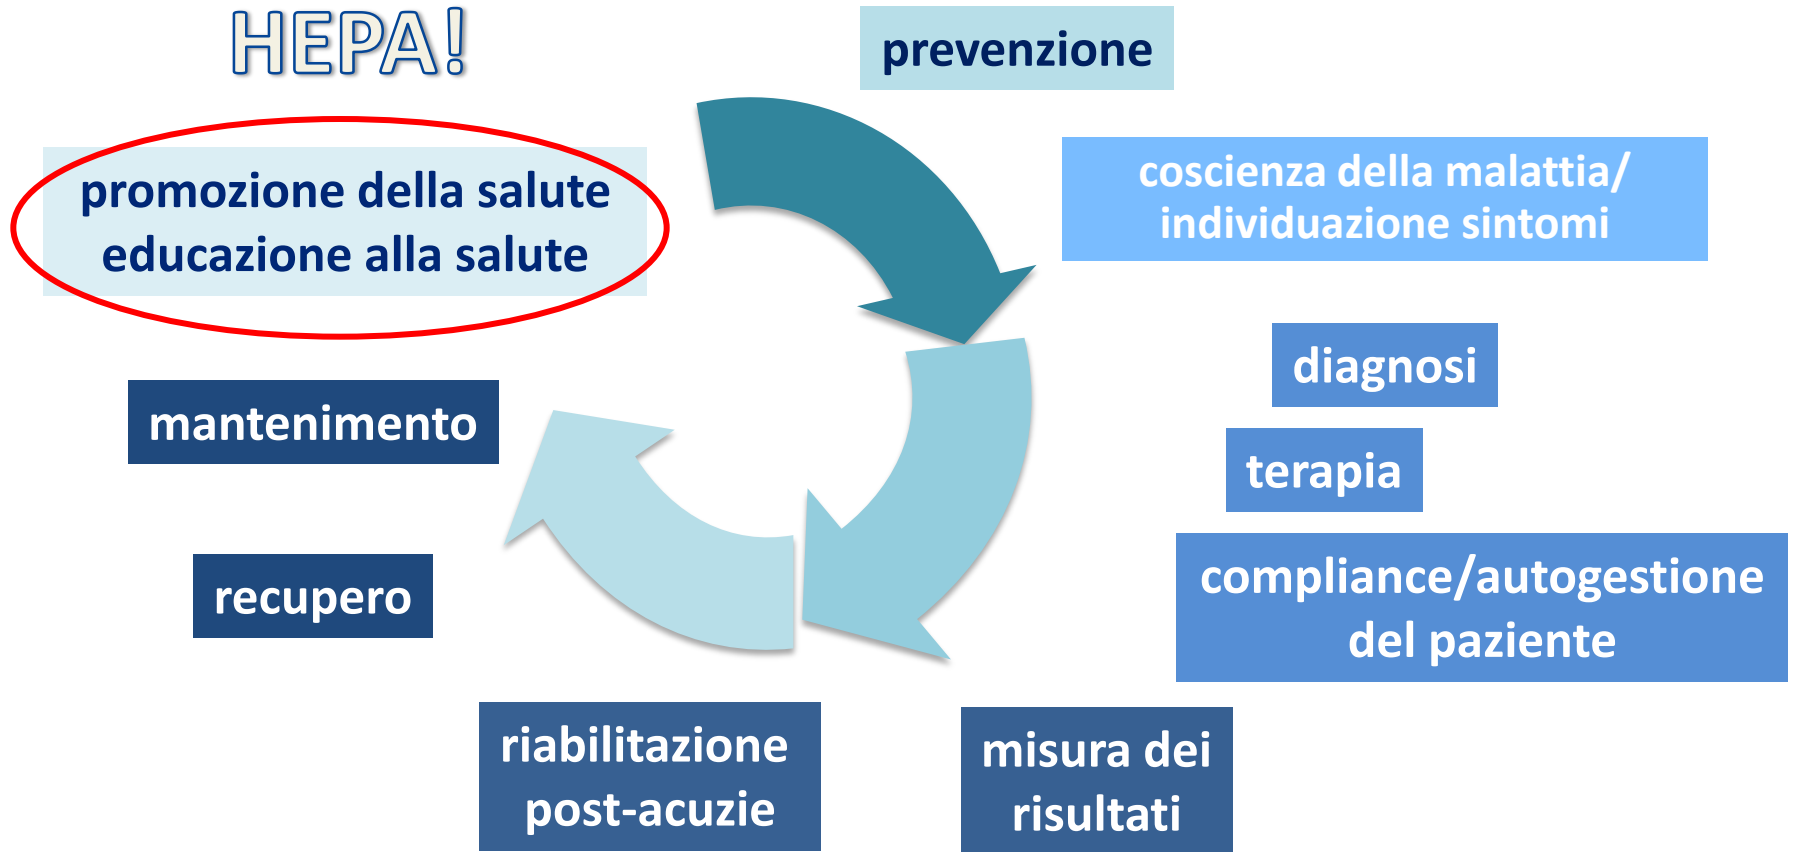 HEPA!
promozione della salute
educazione alla salute
prevenzione
coscienza della malattia/
individuazione sintomi
diagnosi
terapia
compliance/autogestione
del paziente
misura dei
risultati
riabilitazione
post-acuzie
recupero
mantenimento